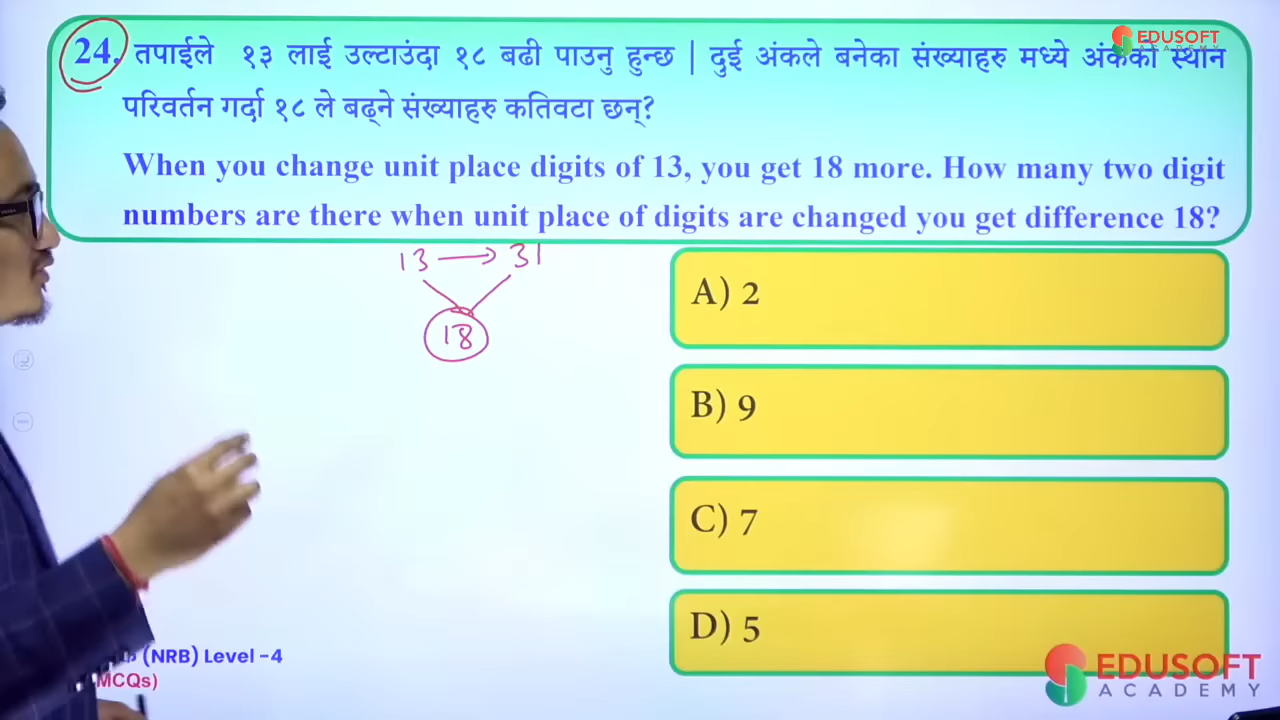 24. तपाईले १३ लाई उल्टाउंदा १८ बढी पाउनु हुन्छ | दुई अंकले बनेका संख्याहरु मध्ये अंकको स्थान
EDUSOFT
ACADEMY
परिवर्तन गर्दा १८ ले बढ्ने संख्याहरु कतिवटा छन्?
When you change unit place digits of 13, you get 18 more. How many two digit
numbers are there when unit place of digits are changed you get difference 18?
13 → 31
18
A) 2
B) 9
C) 7
D) 5
(NRB) Level -4
MCQs)
EDUSOFT
ACADEMY